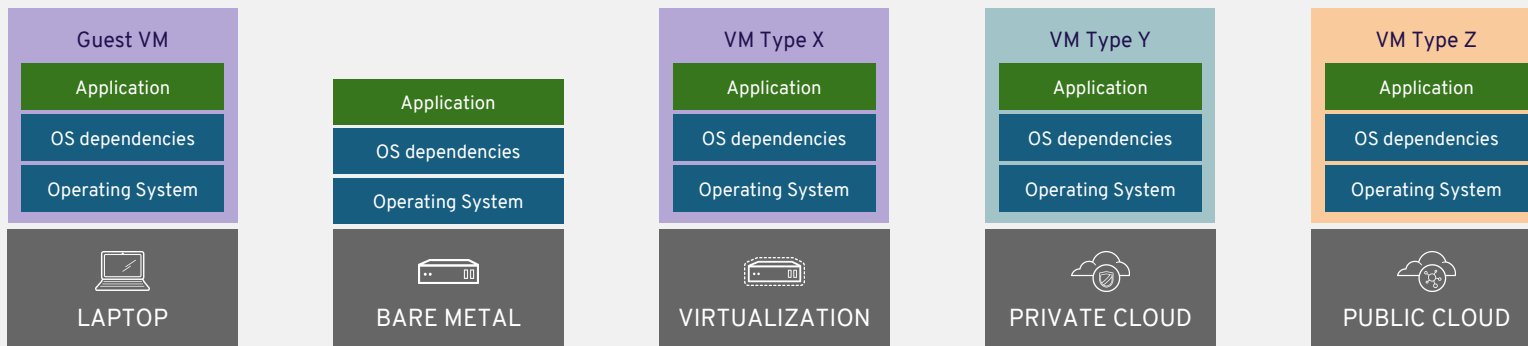 Guest VM
Application
OS dependencies
Operating System
LAPTOP
Application
OS dependencies
Operating System
BARE METAL
VM Type X
Application
OS dependencies
Operating System
VIRTUALIZATION
VM Type Y
Application
OS dependencies
Operating System
PRIVATE CLOUD
VM Type Z
Application
OS dependencies
Operating System
PUBLIC CLOUD